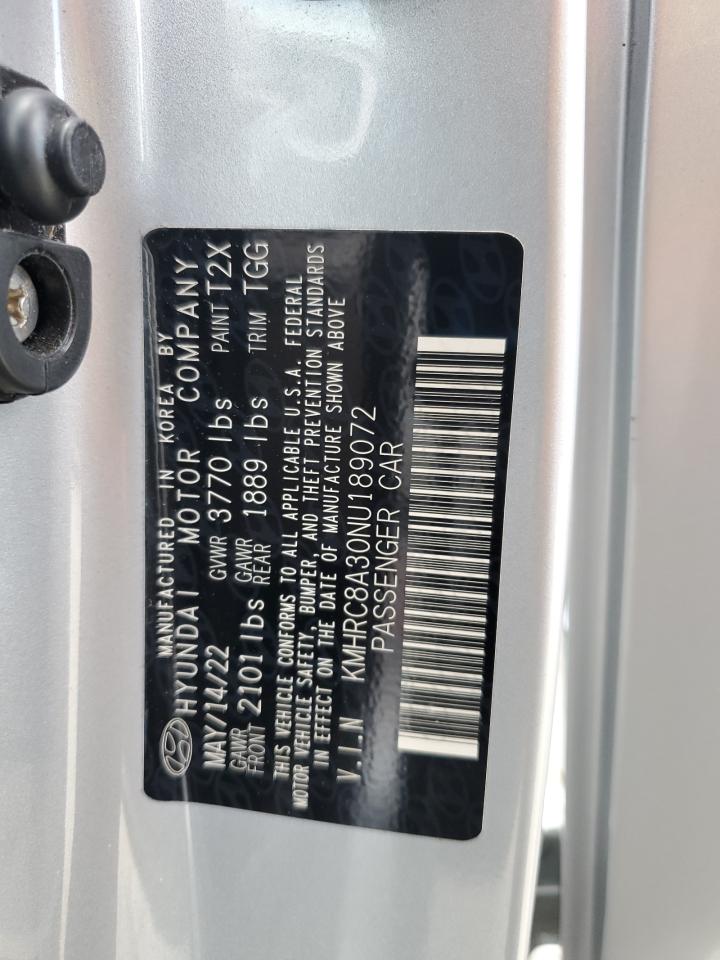 MANUFACTURED IN KOREA BY
HYUNDAI MOTOR COMPANY
MAY/14/22 GVWR 3770 lbs PAINT T2X
GAWR FRONT 2101 lbs GAWR REAR 1889 lbs TRIM TGG
THIS VEHICLE CONFORMS TO ALL APPLICABLE U.S.A. FEDERAL
MOTOR VEHICLE SAFETY, BUMPER, AND THEFT PREVENTION STANDARDS
IN EFFECT ON THE DATE OF MANUFACTURE SHOWN ABOVE
V.I.N KMHRC8A30NU189072
PASSENGER CAR